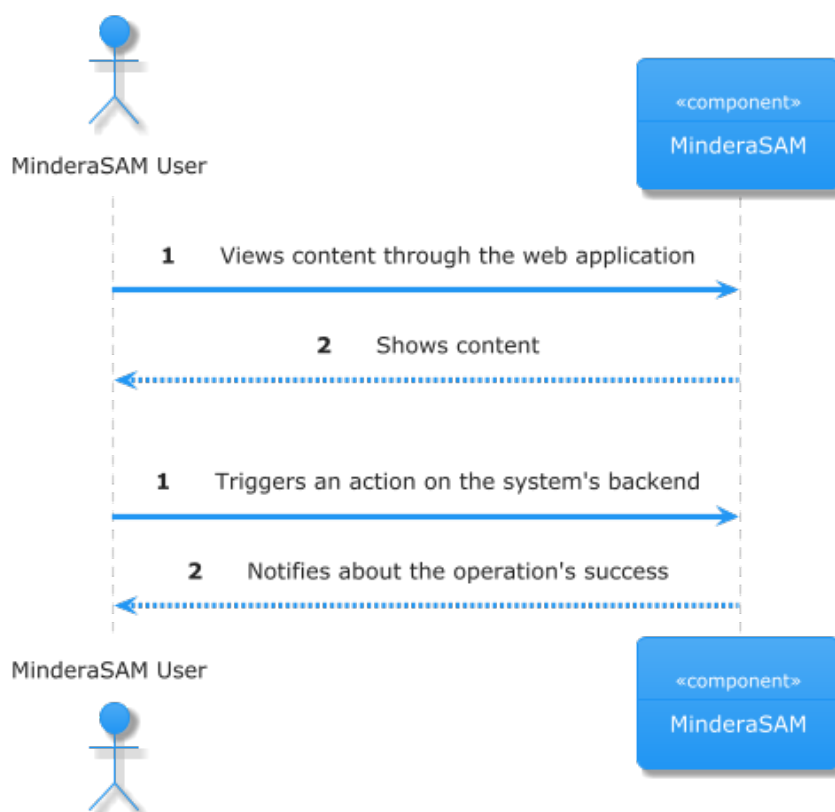 «component»
MinderaSAM
MinderaSAM User
1 Views content through the web application
2 Shows content
1 Triggers an action on the system's backend
2 Notifies about the operation's success
MinderaSAM User
«component»
MinderaSAM